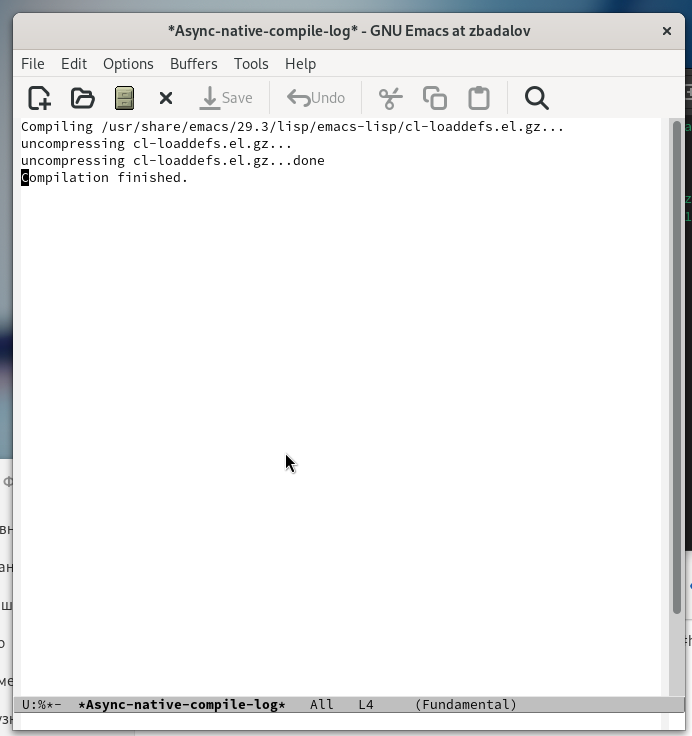 *Async-native-compile-log* - GNU Emacs at zbadalov
File Edit Options Buffers Tools Help
Save Undo
Compiling /usr/share/emacs/29.3/lisp/emacs-lisp/cl-loaddefs.el.gz...
uncompressing cl-loaddefs.el.gz...
uncompressing cl-loaddefs.el.gz...done
Compilation finished.
U:%*- *Async-native-compile-log* All L4 (Fundamental)